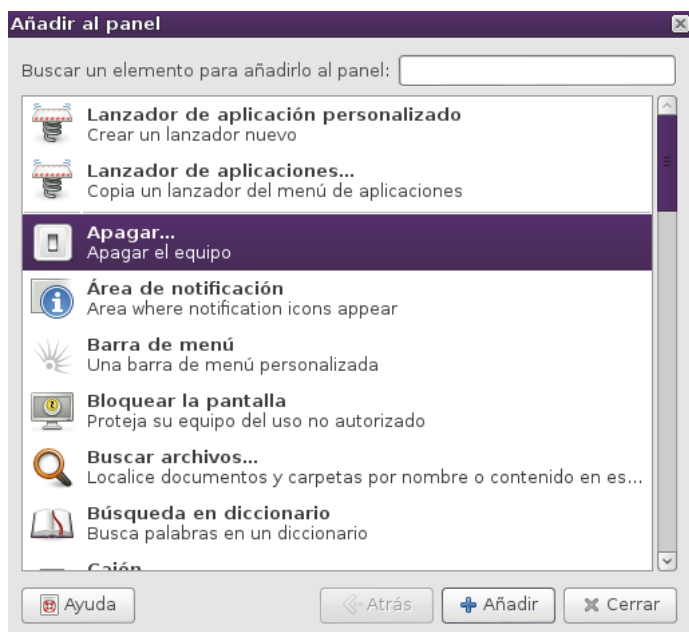 Añadir al panel
Buscar un elemento para añadirlo al panel:
Lanzador de aplicación personalizado
Crear un lanzador nuevo
Lanzador de aplicaciones...
Copia un lanzador del menú de aplicaciones
Apagar...
Apagar el equipo
Área de notificación
Area where notification icons appear
Barra de menú
Una barra de menú personalizada
Bloquear la pantalla
Proteja su equipo del uso no autorizado
Buscar archivos...
Localice documentos y carpetas por nombre o contenido en es...
Búsqueda en diccionario
Busca palabras en un diccionario
Cajón
Ayuda Atrás Añadir Cerrar